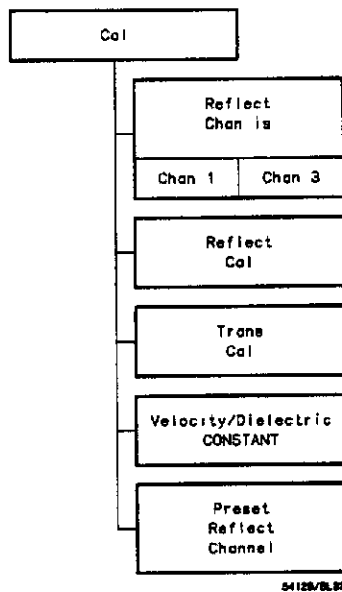 Cal
Reflect
Chan is
Chan 1 Chan 3
Reflect
Cal
Trans
Cal
Velocity/Dielectric
CONSTANT
Preset
Reflect
Channel